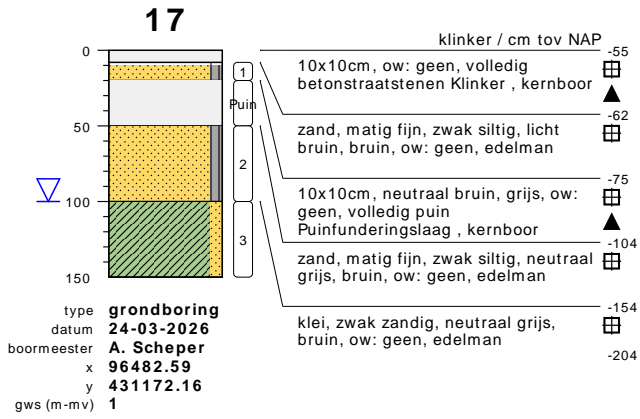 17
klinker / cm tov NAP
0
-55
10x10cm, ow: geen, volledig
betonstraatstenen Klinker , kernboor
1
Puin
-62
50
zand, matig fijn, zwak siltig, licht
bruin, bruin, ow: geen, edelman
2
-75
10x10cm, neutraal bruin, grijs, ow:
geen, volledig puin
Puinfunderingslaag , kernboor
100
-104
3
zand, matig fijn, zwak siltig, neutraal
grijs, bruin, ow: geen, edelman
150
-154
klei, zwak zandig, neutraal grijs,
bruin, ow: geen, edelman
-204
type grondboring
datum 24-03-2026
boormeester A. Scheper
x 96482.59
y 431172.16
gws (m-mv) 1